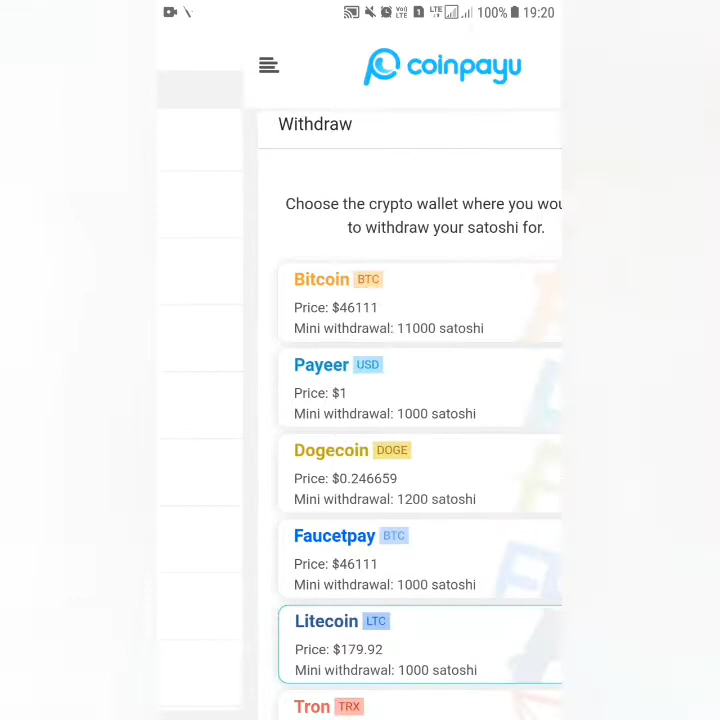 100% 19:20
coinpayu
Withdraw
Choose the crypto wallet where you
to withdraw your satoshi for.
Bitcoin BTC
Price: $46111
Mini withdrawal: 11000 satoshi
Payeer USD
Price: $1
Mini withdrawal: 1000 satoshi
Dogecoin DOGE
Price: $0.246659
Mini withdrawal: 1200 satoshi
Faucetpay BTC
Price: $46111
Mini withdrawal: 1000 satoshi
Litecoin LTC
Price: $179.92
Mini withdrawal: 1000 satoshi
Tron TRX